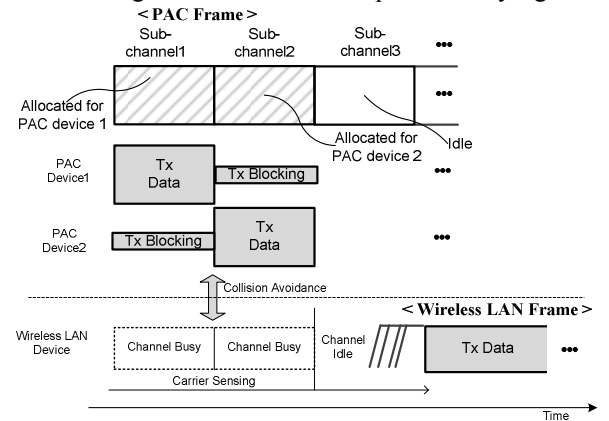 < PAC Frame >
Sub-
channel1
Sub-
channel2
Sub-
channel3
•••
•••
Allocated for
PAC device 1
Allocated for
PAC device 2
Idle
PAC
Device1
Tx
Data
Tx Blocking
•••
PAC
Device2
Tx Blocking
Tx
Data
•••
Collision Avoidance
< Wireless LAN Frame >
Wireless LAN
Device
Channel Busy
Channel Busy
Channel
Idle
Tx Data
•••
Carrier Sensing
Time